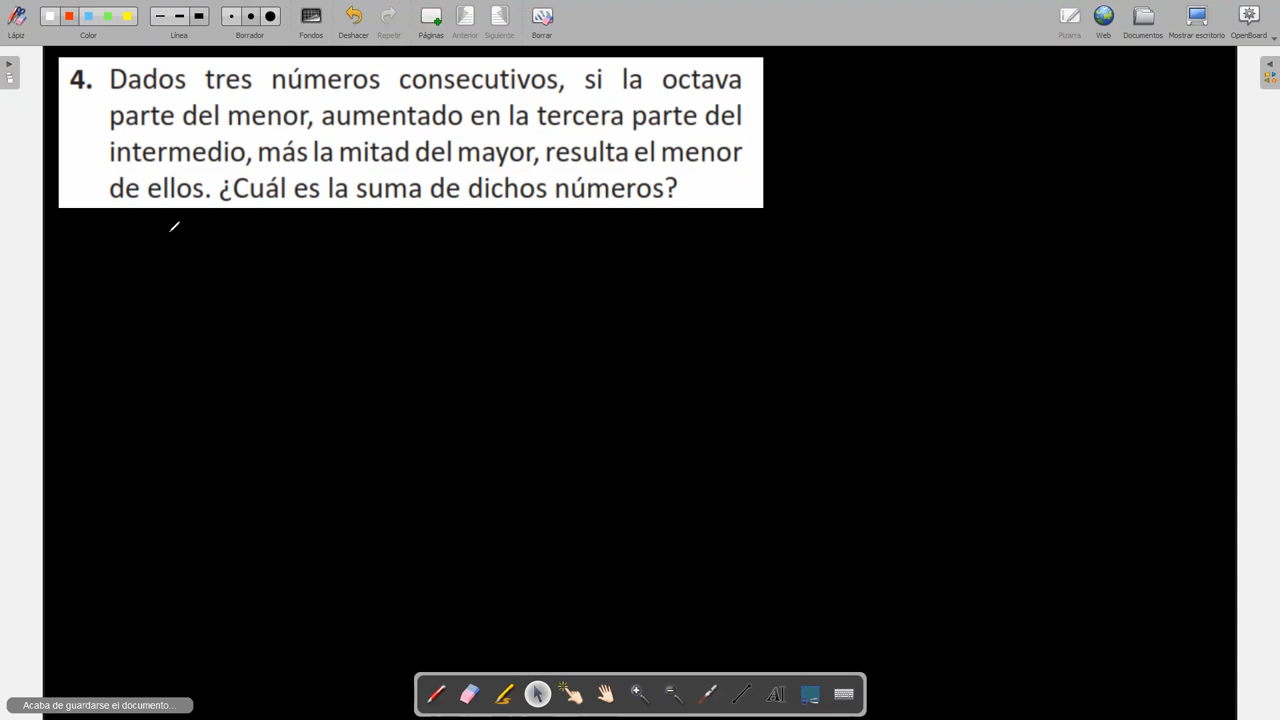 Lápiz
Color
Línea
Borrador
Fondos
Deshacer
Repetir
Páginas
Anterior
Siguiente
Borrar
Pizarra
Web
Documentos
Mostrar escritorio
OpenBoard
4. Dados tres números consecutivos, si la octava
parte del menor, aumentado en la tercera parte del
intermedio, más la mitad del mayor, resulta el menor
de ellos. ¿Cuál es la suma de dichos números?
AI
Acaba de guardarse el documento...